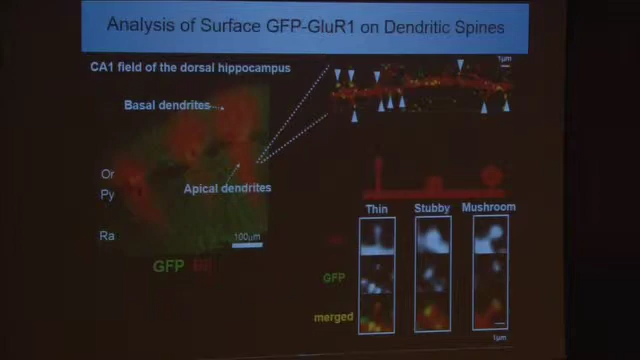 Analysis of Surface GFP-GluR1 on Dendritic Spines
CA1 field of the dorsal hippocampus
1μm
Basal dendrites
Or
Py
Apical dendrites
Ra
100μm
GFP
Thin Stubby Mushroom
GFP
merged
1μm